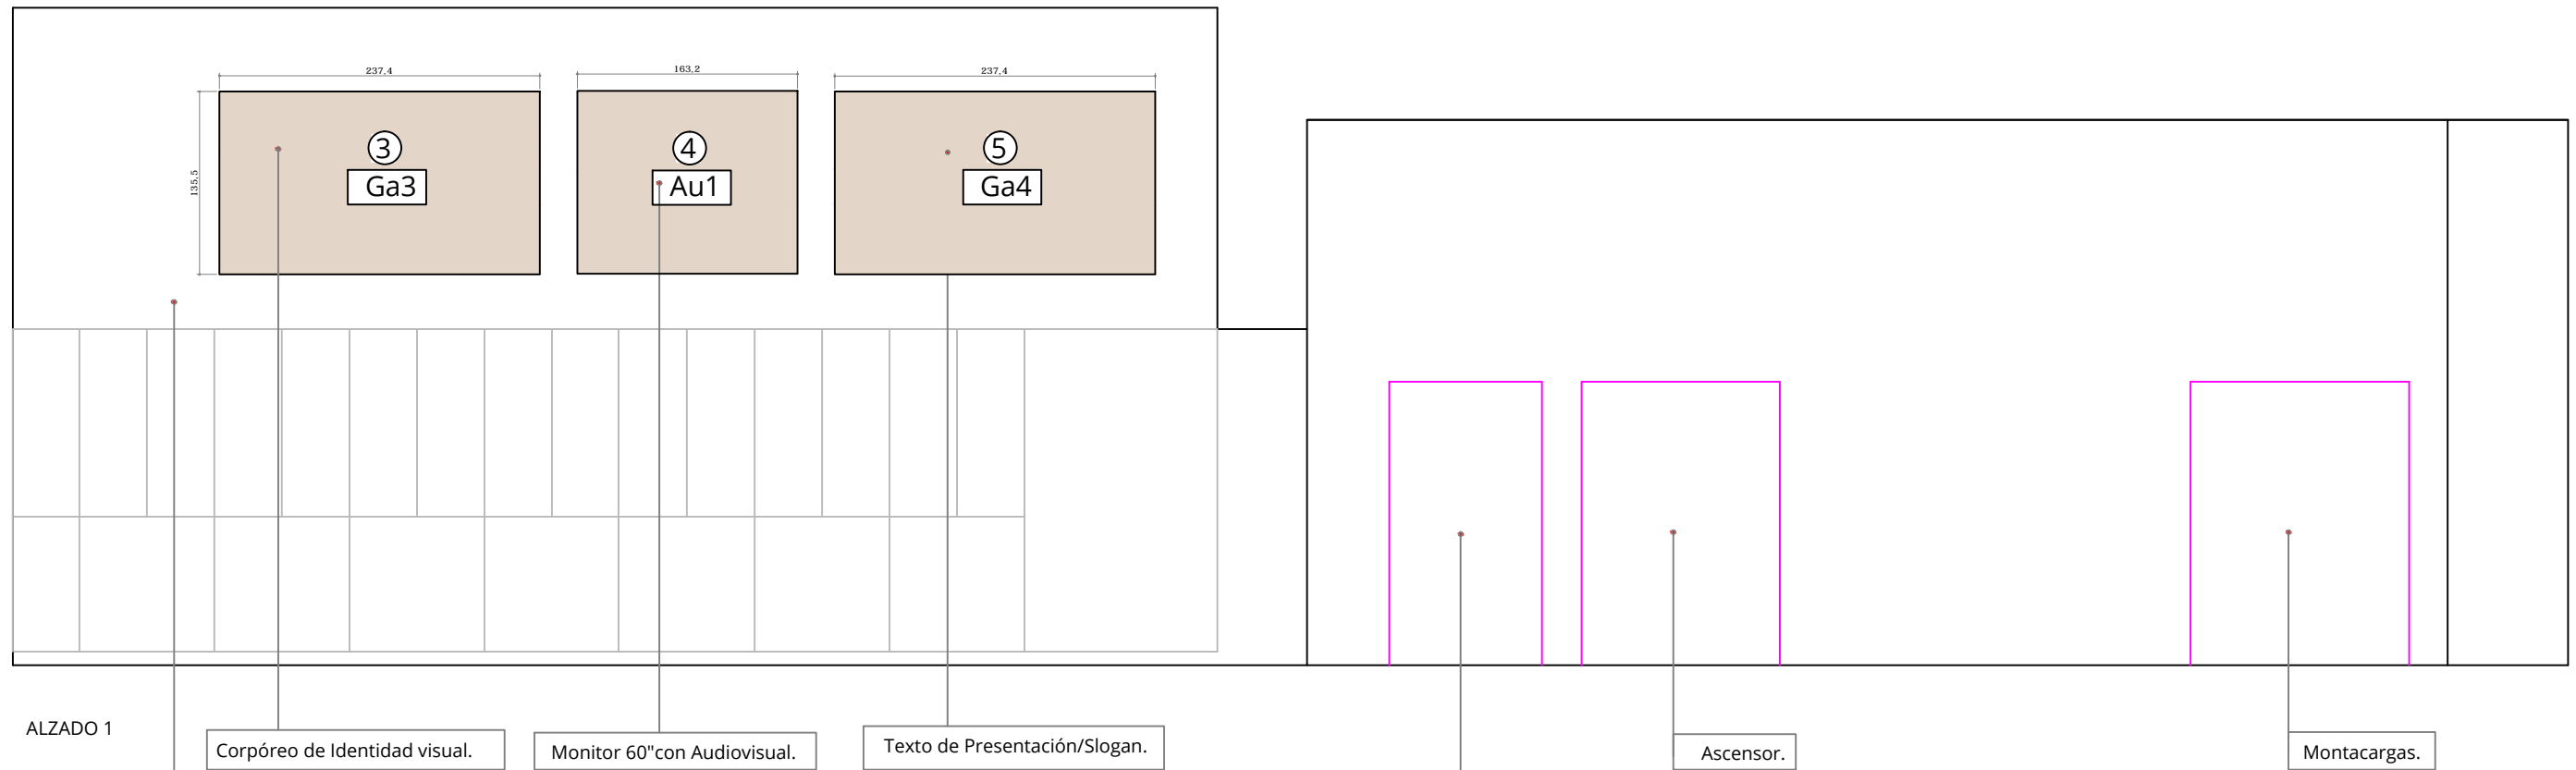 237,4
163,2
237,4
135,5
3
4
5
Ga3
Au1
Ga4
ALZADO 1
Corpóreo de Identidad visual.
Monitor 60"con Audiovisual.
Texto de Presentación/Slogan.
Ascensor.
Montacargas.